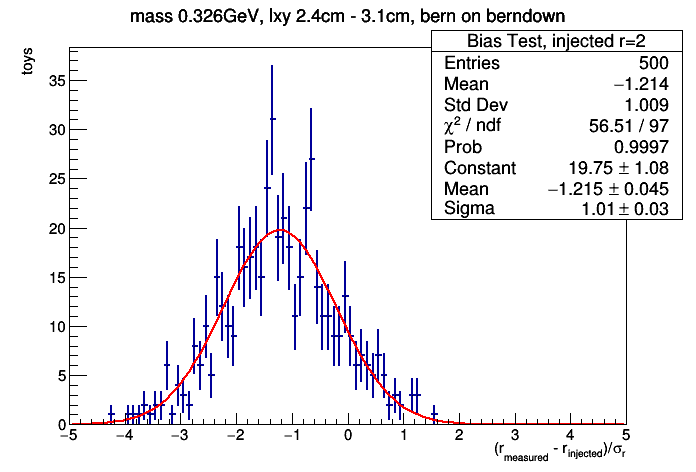 mass 0.326GeV, lxy 2.4cm - 3.1cm, bern on berndown
Bias Test, injected r=2
Entries 500
Mean −1.214
Std Dev 1.009
χ² / ndf 56.51 / 97
Prob 0.9997
Constant 19.75 ± 1.08
Mean −1.215 ± 0.045
Sigma 1.01 ± 0.03
toys
35
30
25
20
15
10
5
0
−5 −4 −3 −2 −1 0 1 2 3 4 5
(r_measured - r_injected)/σ_r